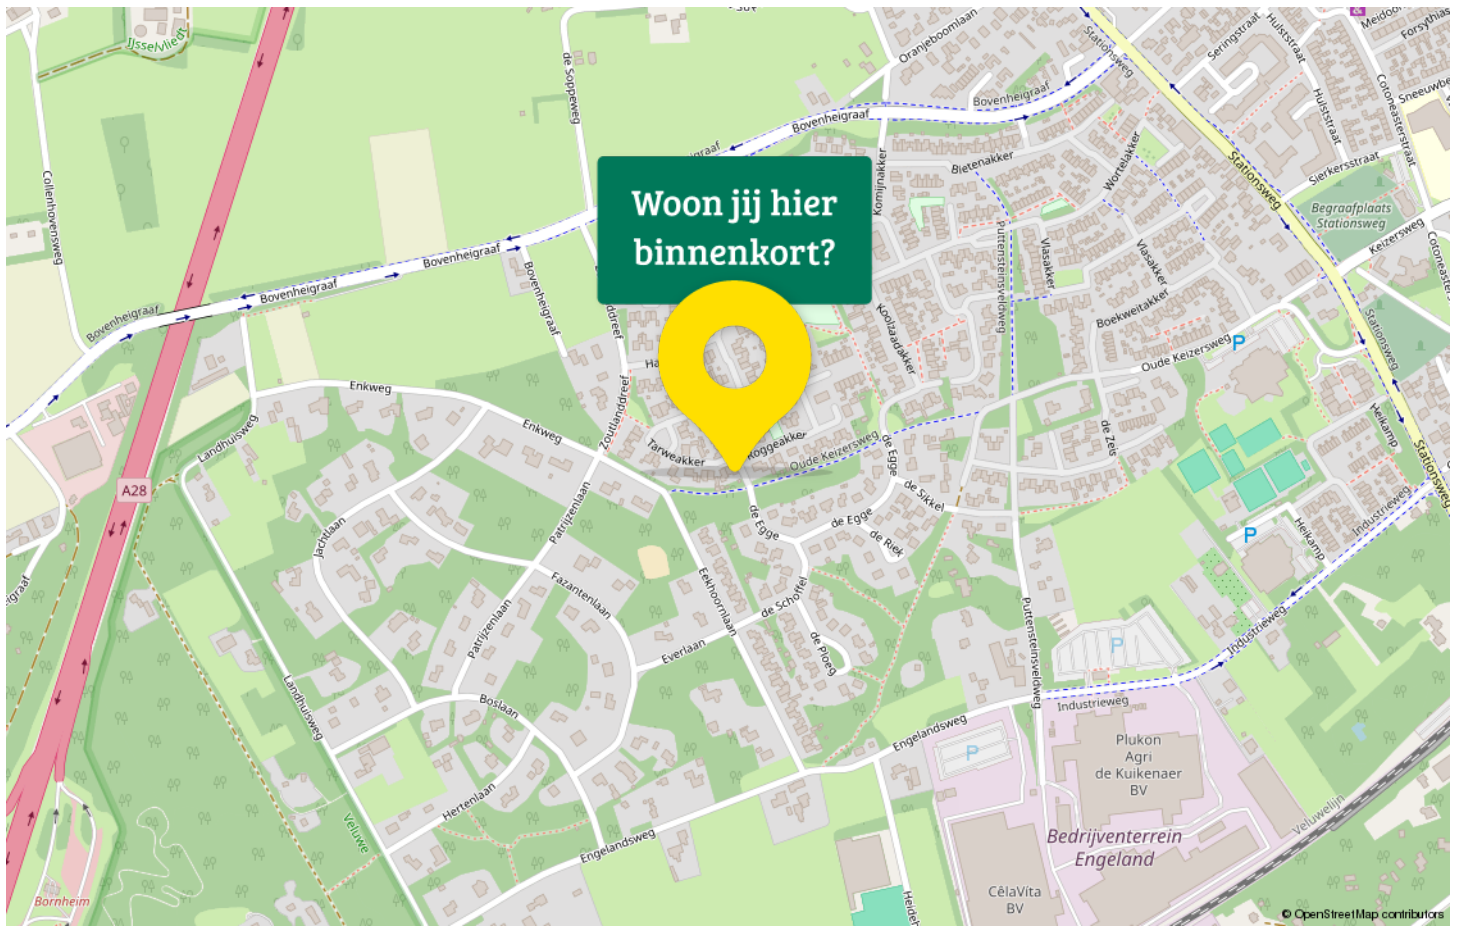 IJsselvliedt
de Soppeweg
Oranjeboomlaan
Stationsweg
Seringstraat
Hulststraat
Forsythias
Cotoneasterstraat
Sneeuwbe
Hulststraat
Bovenheigraaf
Bovenheigraaf
Komijnakker
Bietenakker
Wortelakker
Stationsweg
Sierkersstraat
Begraafplaats
Stationsweg
Keizersweg
Collenhovensweg
Woon jij hier
binnenkort?
Puttensteinsveldweg
Vlasakker
Vlasakker
Bovenheigraaf
Bovenheigraaf
Bovenheigraaf
Bovenheigraaf
Koolzaadakker
Boekweitakker
Oude Keizersweg
P
Stationsweg
Enkweg
Enkweg
Zoutlanddreef
Tarweakker
Roggeakker
Oude Keizersweg
de Egge
de Zeis
Heikamp
Stationsweg
Landhuisweg
A28
Jachtlaan
Patrijzenlaan
de Egge
de Egge
de Sikkel
de Riek
Industrieweg
P
Heikamp
Fazantenlaan
Eekhoornlaan
de Schoffel
de Ploeg
Everlaan
Patrijzenlaan
Puttensteinsveldweg
P
Industrieweg
Industrieweg
Landhuisweg
Boslaan
Engelandsweg
P
Plukon
Agri
de Kuikenaer
BV
Hertenlaan
Veluwe
Engelandsweg
Veluwelijn
Bedrijventerrein
Engeland
CêlaVíta
BV
Bornheim
© OpenStreetMap contributors